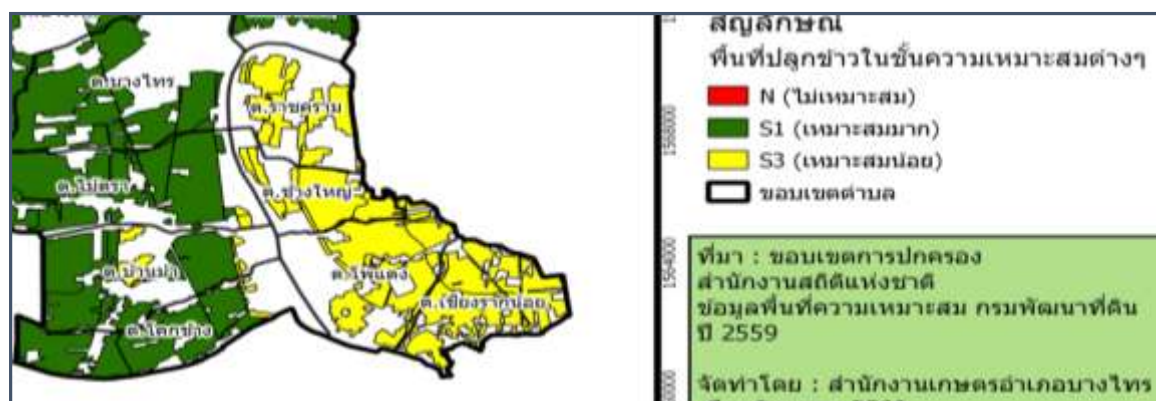 สัญลักษณ์
พื้นที่ปลูกข้าวในชั้นความเหมาะสมต่างๆ
N (ไม่เหมาะสม)
S1 (เหมาะสมมาก)
S3 (เหมาะสมน้อย)
ขอบเขตตำบล
ที่มา : ขอบเขตการปกครอง
สำนักงานสถิติแห่งชาติ
ข้อมูลพื้นที่ความเหมาะสม กรมพัฒนาที่ดิน
ปี 2559
จัดทำโดย : สำนักงานเกษตรอำเภอบางไทร
ต.บางไทร
ต.ราชคราม
ต.ไม้ตรา
ต.ช้างใหญ่
ต.บ้านม้า
ต.โพแตง
ต.เชียงรากน้อย
ต.โคกช้าง
1568000
1564000